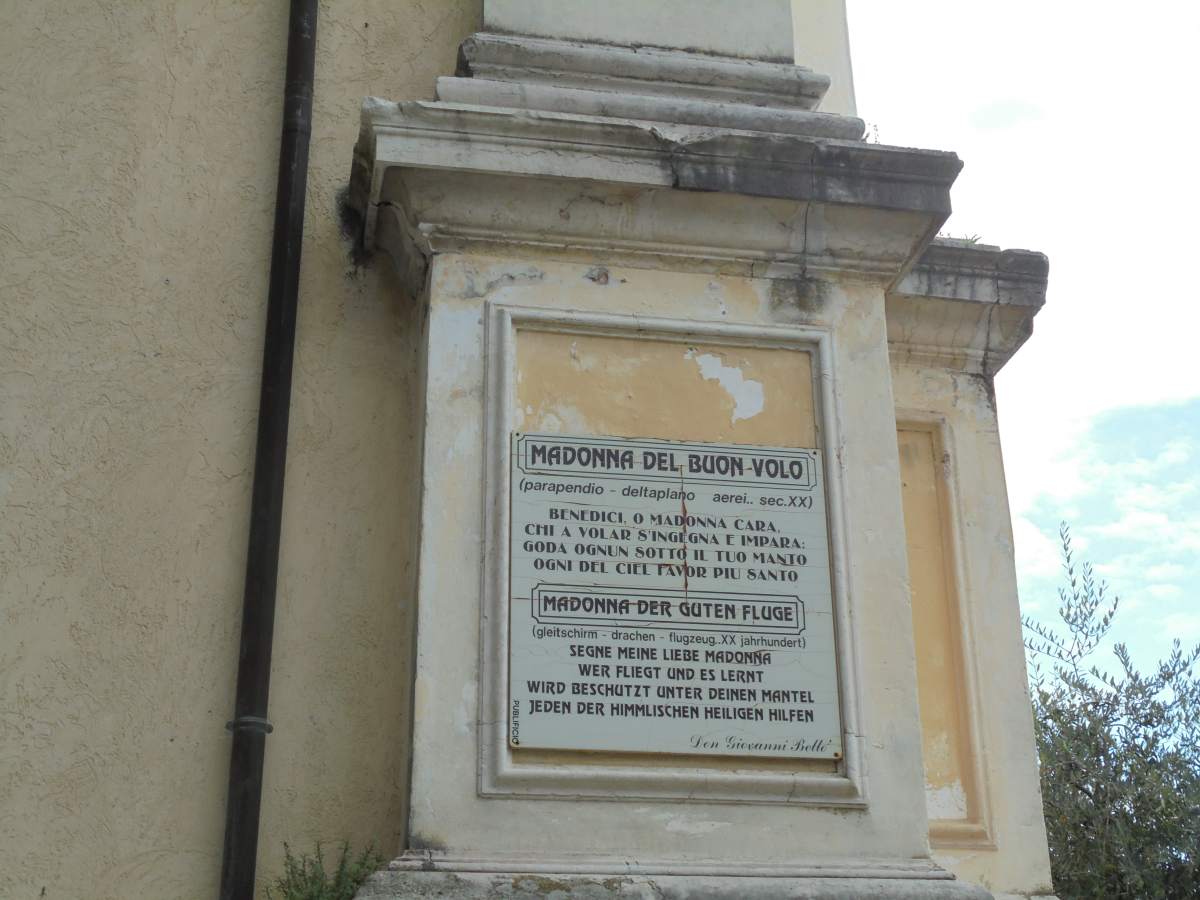 MADONNA DEL BUON VOLO
(parapendio - deltaplano aerei.. sec.XX)
BENEDICI, O MADONNA CARA,
CHI A VOLAR S'INGEGNA E IMPARA:
GODA OGNUN SOTTO IL TUO MANTO
OGNI DEL CIEL FAVOR PIU SANTO
MADONNA DER GUTEN FLUGE
(gleitschirm - drachen - flugzeug..XX jahrhundert)
SEGNE MEINE LIEBE MADONNA
WER FLIEGT UND ES LERNT
WIRD BESCHUTZT UNTER DEINEN MANTEL
JEDEN DER HIMMLISCHEN HEILIGEN HILFEN
Don Giovanni Bellè
PUBLIFICIO